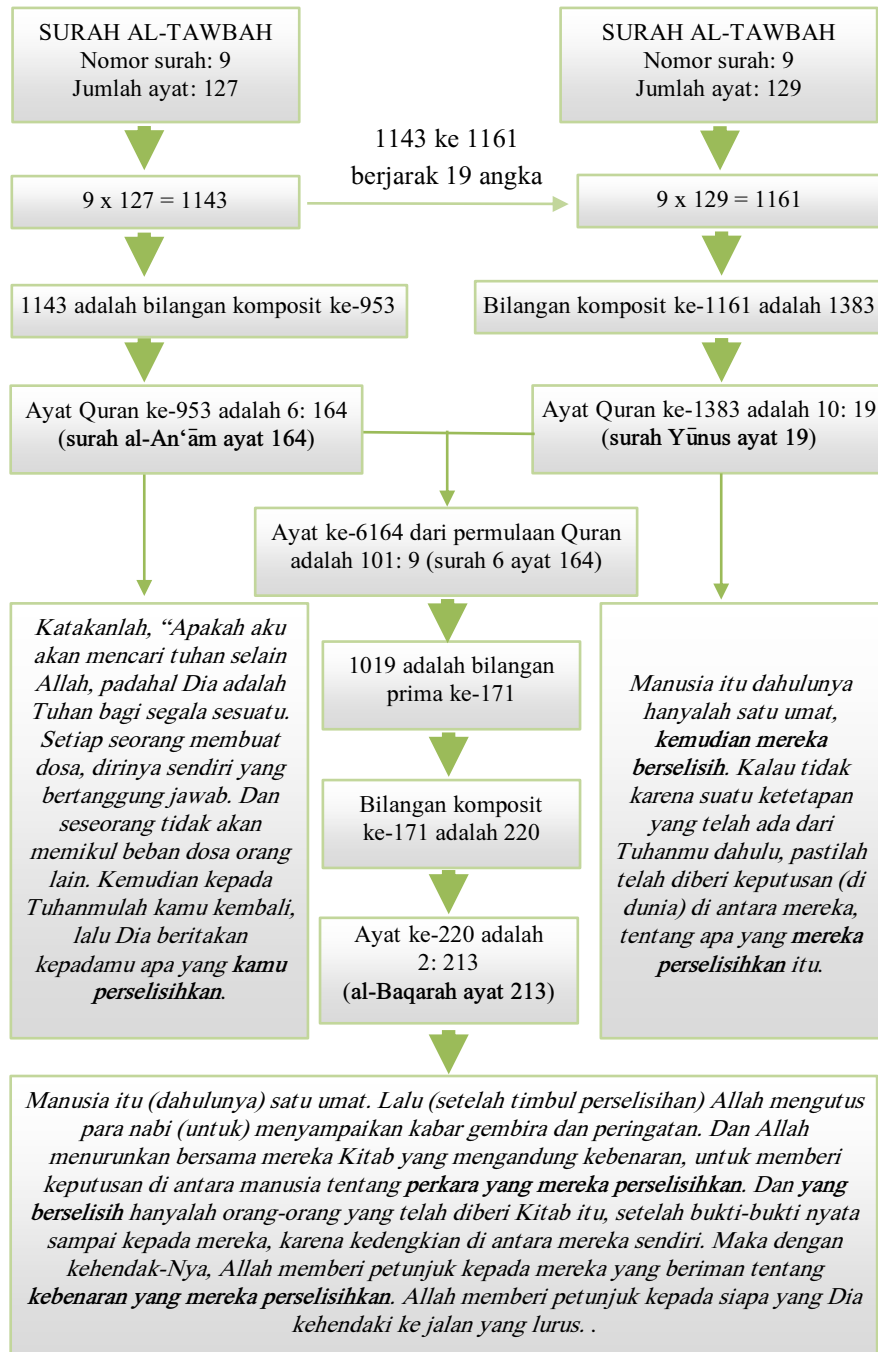 SURAH AL-TAWBAH
Nomor surah: 9
Jumlah ayat: 127
SURAH AL-TAWBAH
Nomor surah: 9
Jumlah ayat: 129
1143 ke 1161
berjarak 19 angka
9 x 127 = 1143
9 x 129 = 1161
1143 adalah bilangan komposit ke-953
Bilangan komposit ke-1161 adalah 1383
Ayat Quran ke-953 adalah 6: 164
(surah al-An‘ām ayat 164)
Ayat Quran ke-1383 adalah 10: 19
(surah Yūnus ayat 19)
Ayat ke-6164 dari permulaan Quran
adalah 101: 9 (surah 6 ayat 164)
Katakanlah, “Apakah aku
akan mencari tuhan selain
Allah, padahal Dia adalah
Tuhan bagi segala sesuatu.
Setiap seorang membuat
dosa, dirinya sendiri yang
bertanggung jawab. Dan
seseorang tidak akan
memikul beban dosa orang
lain. Kemudian kepada
Tuhanmulah kamu kembali,
lalu Dia beritakan
kepadamu apa yang kamu
perselisihkan.
1019 adalah bilangan
prima ke-171
Bilangan komposit
ke-171 adalah 220
Ayat ke-220 adalah
2: 213
(al-Baqarah ayat 213)
Manusia itu dahulunya
hanyalah satu umat,
kemudian mereka
berselisih. Kalau tidak
karena suatu ketetapan
yang telah ada dari
Tuhanmu dahulu, pastilah
telah diberi keputusan (di
dunia) di antara mereka,
tentang apa yang mereka
perselisihkan itu.
Manusia itu (dahulunya) satu umat. Lalu (setelah timbul perselisihan) Allah mengutus
para nabi (untuk) menyampaikan kabar gembira dan peringatan. Dan Allah
menurunkan bersama mereka Kitab yang mengandung kebenaran, untuk memberi
keputusan di antara manusia tentang perkara yang mereka perselisihkan. Dan yang
berselisih hanyalah orang-orang yang telah diberi Kitab itu, setelah bukti-bukti nyata
sampai kepada mereka, karena kedengkian di antara mereka sendiri. Maka dengan
kehendak-Nya, Allah memberi petunjuk kepada mereka yang beriman tentang
kebenaran yang mereka perselisihkan. Allah memberi petunjuk kepada siapa yang Dia
kehendaki ke jalan yang lurus. .